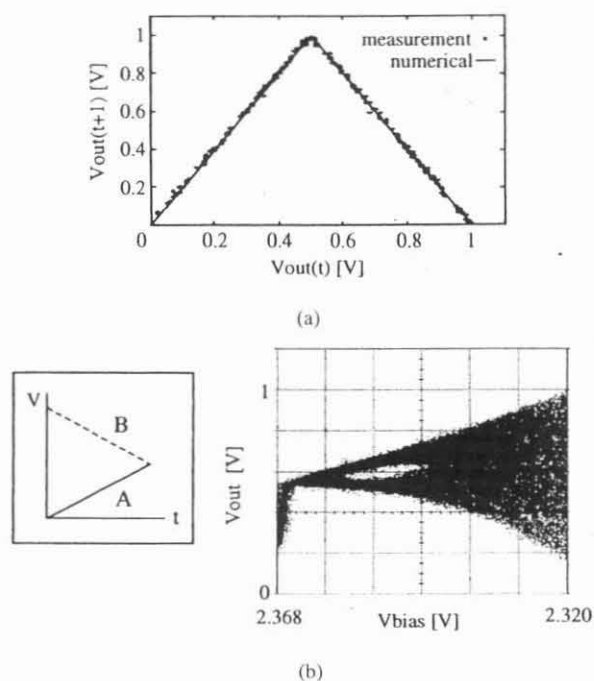 1
0.8
0.6
0.4
0.2
0
0.2
0.4
0.6
0.8
1
Vout(t+1) [V]
Vout(t) [V]
measurement
numerical
(a)
V
B
A
t
1
0
Vout [V]
2.368
Vbias [V]
2.320
(b)